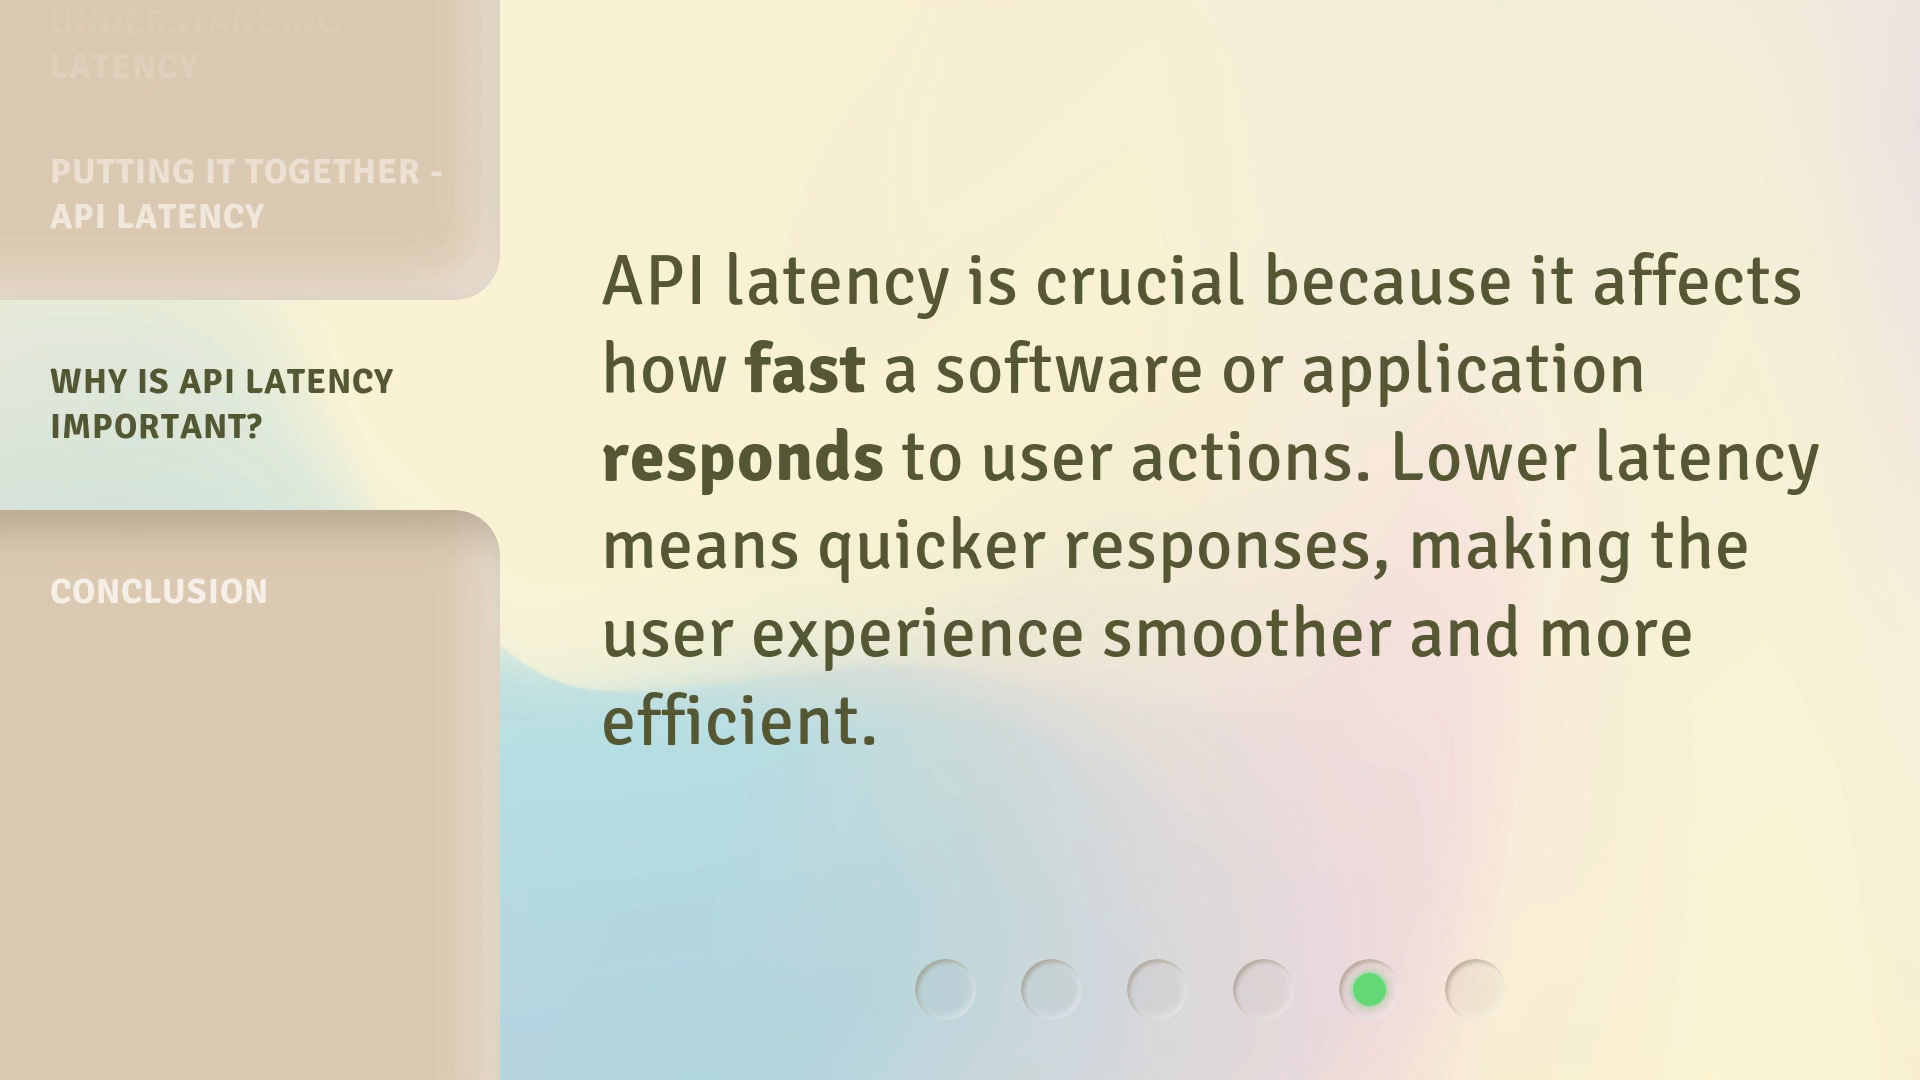 UNDERSTANDING
LATENCY
PUTTING IT TOGETHER -
API LATENCY
WHY IS API LATENCY
IMPORTANT?
CONCLUSION
API latency is crucial because it affects
how fast a software or application
responds to user actions. Lower latency
means quicker responses, making the
user experience smoother and more
efficient.